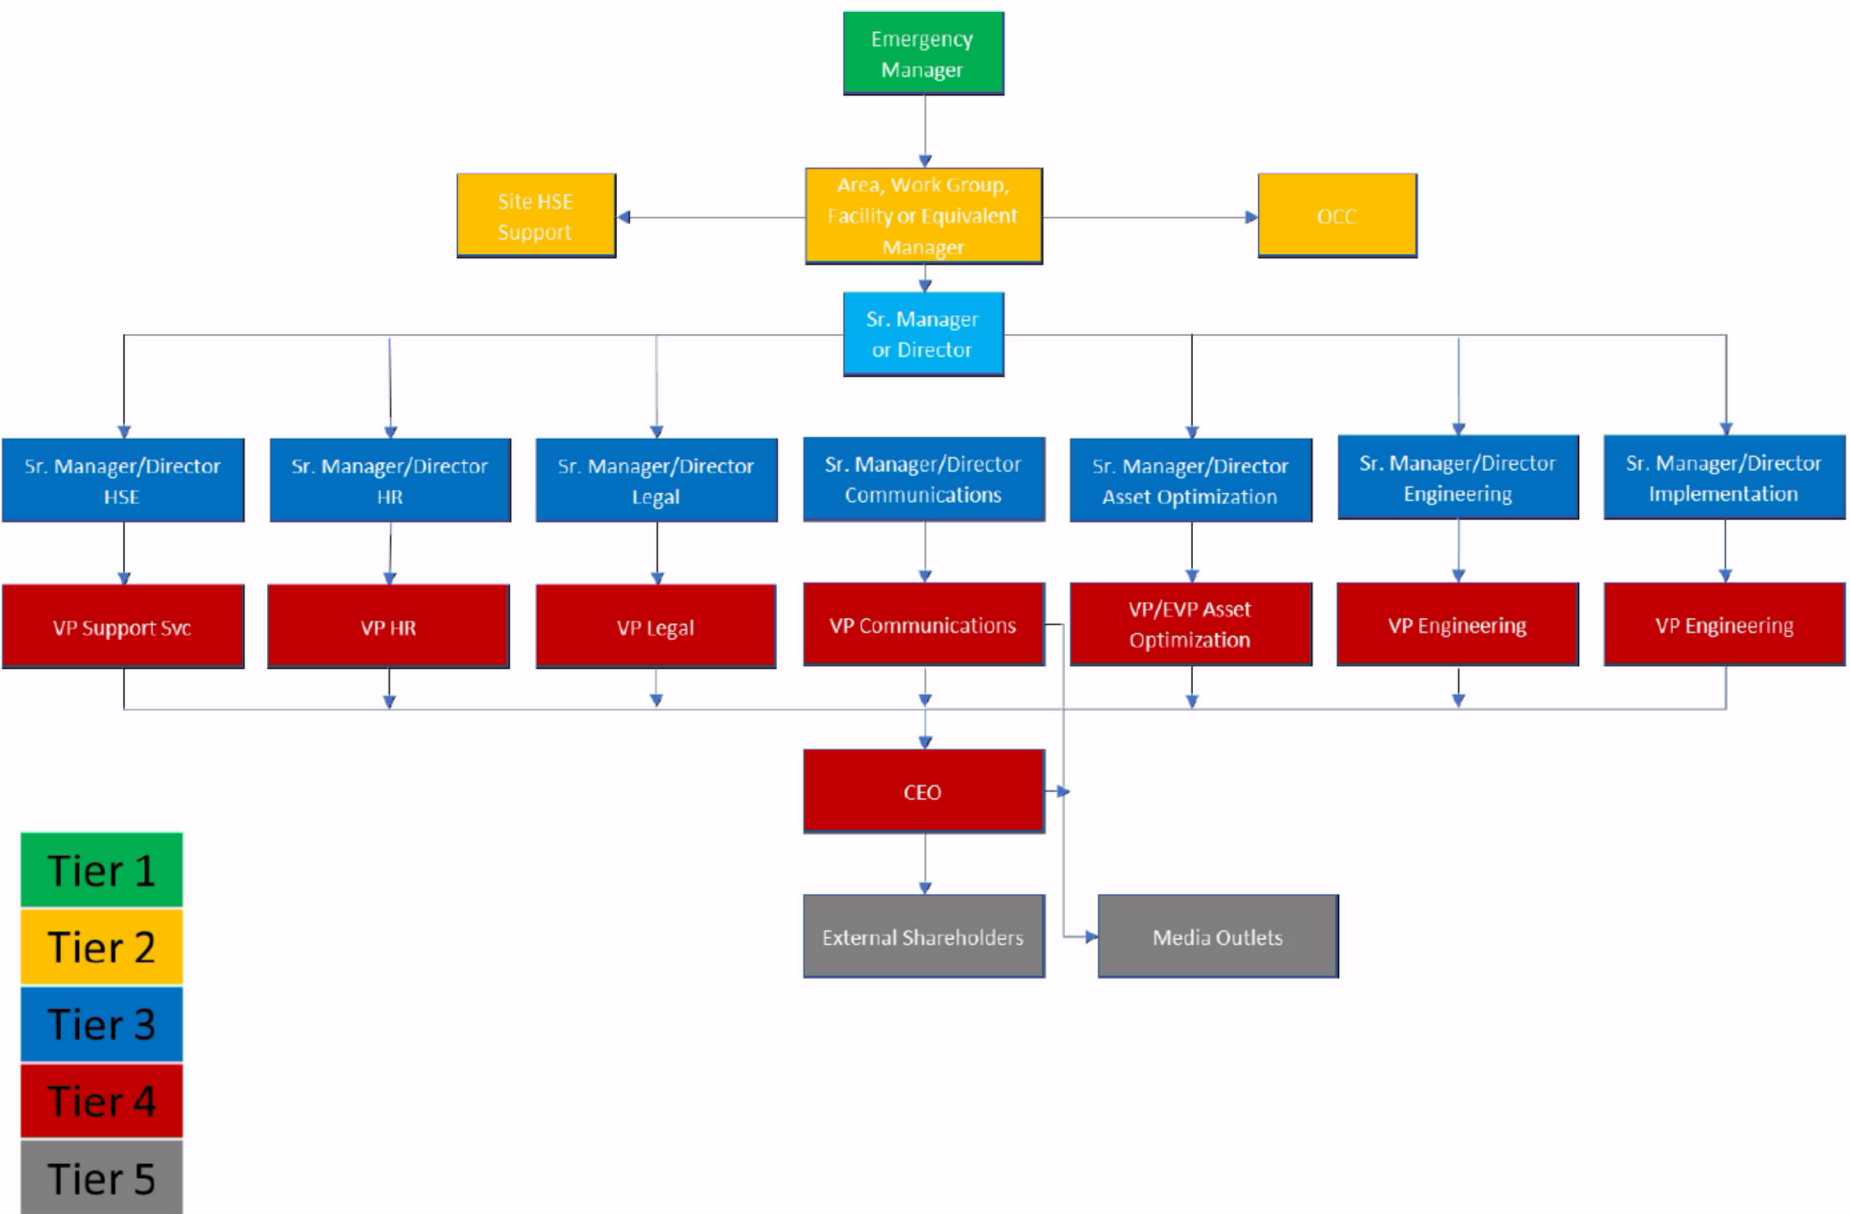 Emergency
Manager
Site HSE
Support
Area, Work Group,
Facility or Equivalent
Manager
OCC
Sr. Manager
or Director
Sr. Manager/Director
HSE
Sr. Manager/Director
HR
Sr. Manager/Director
Legal
Sr. Manager/Director
Communications
Sr. Manager/Director
Asset Optimization
Sr. Manager/Director
Engineering
Sr. Manager/Director
Implementation
VP Support Svc
VP HR
VP Legal
VP Communications
VP/EVP Asset
Optimization
VP Engineering
VP Engineering
CEO
External Shareholders
Media Outlets
Tier 1
Tier 2
Tier 3
Tier 4
Tier 5